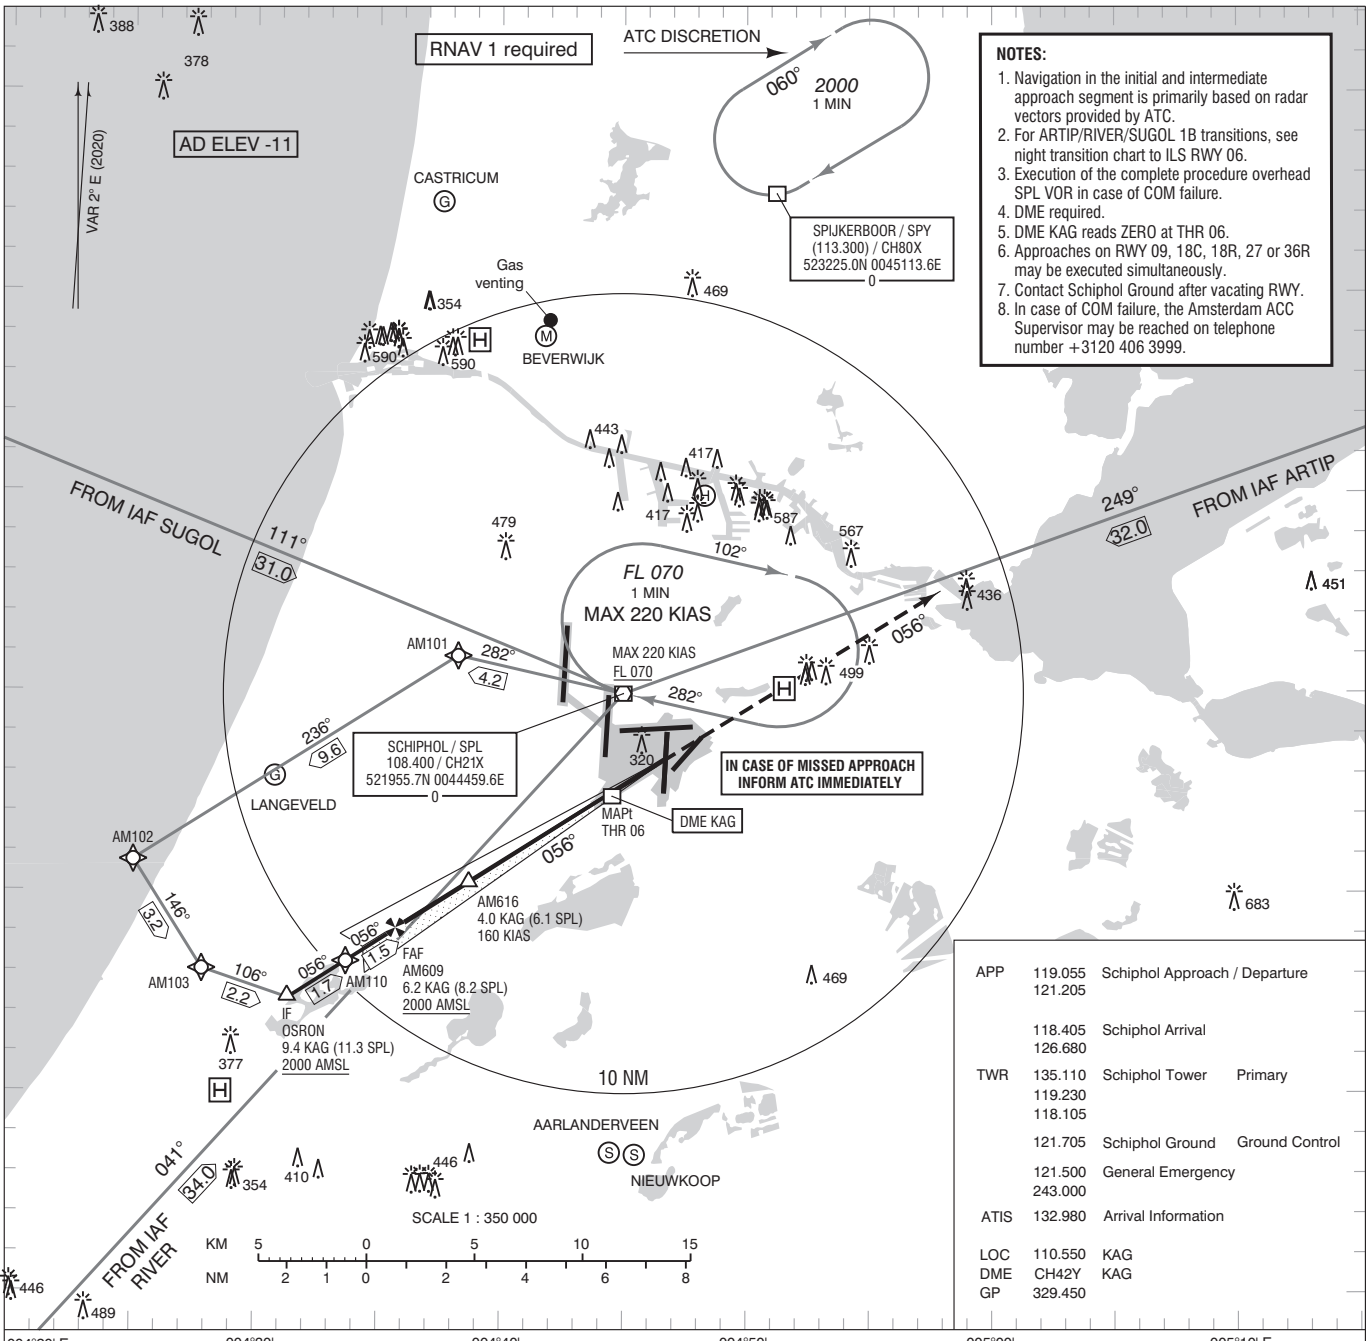 388
378
RNAV 1 required
ATC DISCRETION
060°
2000
1 MIN
AD ELEV -11
VAR 2° E (2020)
NOTES:
1. Navigation in the initial and intermediate
approach segment is primarily based on radar
vectors provided by ATC.
2. For ARTIP/RIVER/SUGOL 1B transitions, see
night transition chart to ILS RWY 06.
3. Execution of the complete procedure overhead
SPL VOR in case of COM failure.
4. DME required.
5. DME KAG reads ZERO at THR 06.
6. Approaches on RWY 09, 18C, 18R, 27 or 36R
may be executed simultaneously.
7. Contact Schiphol Ground after vacating RWY.
8. In case of COM failure, the Amsterdam ACC
Supervisor may be reached on telephone
number +3120 406 3999.
CASTRICUM
G
SPIJKERBOOR / SPY
(113.300) / CH80X
523225.0N 0045113.6E
0
Gas
venting
469
354
H
M
590
590
BEVERWIJK
443
417
H
417
587
567
479
FROM IAF SUGOL
111°
31.0
FROM IAF ARTIP
249°
32.0
102°
FL 070
1 MIN
MAX 220 KIAS
436
451
056°
AM101
282°
4.2
MAX 220 KIAS
FL 070
282°
H
499
236°
9.6
G
LANGEVELD
SCHIPHOL / SPL
108.400 / CH21X
521955.7N 0044459.6E
0
320
IN CASE OF MISSED APPROACH
INFORM ATC IMMEDIATELY
MAPt
THR 06
DME KAG
AM102
056°
146°
3.2
AM616
4.0 KAG (6.1 SPL)
160 KIAS
683
056°
1.5
FAF
AM609
6.2 KAG (8.2 SPL)
2000 AMSL
056°
1.7
AM110
AM103
106°
2.2
469
IF
OSRON
9.4 KAG (11.3 SPL)
2000 AMSL
377
H
10 NM
041°
34.0
354
410
446
AARLANDERVEEN
S S
NIEUWKOOP
FROM IAF
RIVER
446
489
SCALE 1 : 350 000
KM 5 0 5 10 15
NM 2 1 0 2 4 6 8
APP 119.055 Schiphol Approach / Departure
121.205
118.405 Schiphol Arrival
126.680
TWR 135.110 Schiphol Tower Primary
119.230
118.105
121.705 Schiphol Ground Ground Control
121.500 General Emergency
243.000
ATIS 132.980 Arrival Information
LOC 110.550 KAG
DME CH42Y KAG
GP 329.450